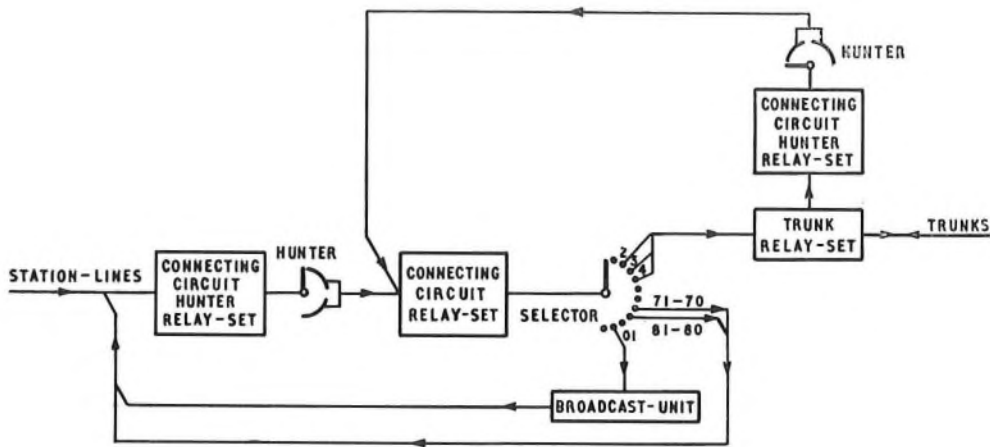 HUNTER
CONNECTING
CIRCUIT
HUNTER
RELAY-SET
TRUNK
RELAY-SET
TRUNKS
STATION-LINES
CONNECTING
CIRCUIT
HUNTER
RELAY-SET
HUNTER
CONNECTING
CIRCUIT
RELAY-SET
SELECTOR
2
3
4
71-70
81-80
01
BROADCAST-UNIT